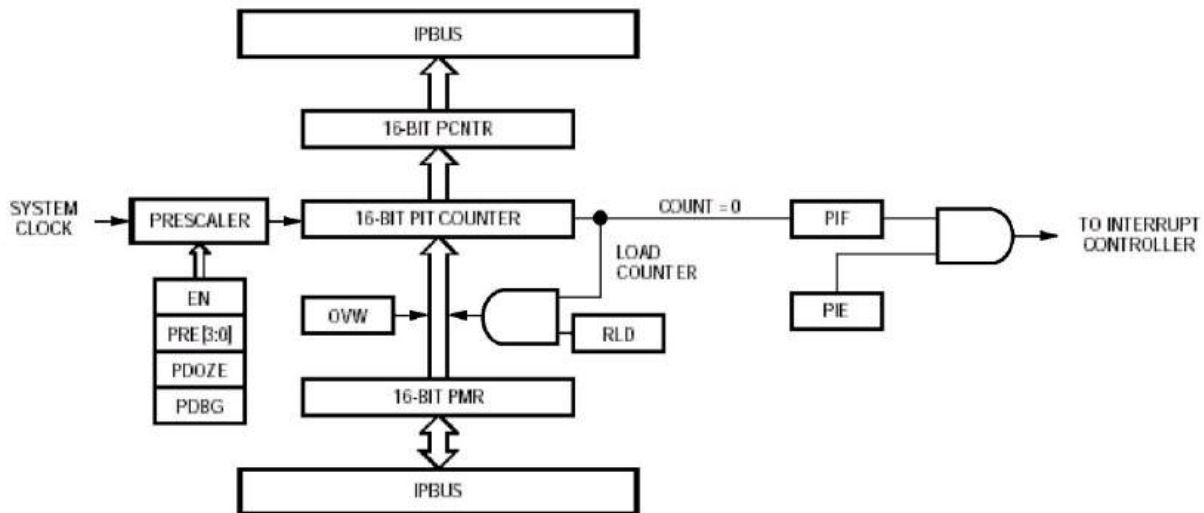 IPBUS
16-BIT PCNTR
SYSTEM
CLOCK
PRESCALER
16-BIT PIT COUNTER
COUNT = 0
PIF
TO INTERRUPT
CONTROLLER
LOAD
COUNTER
EN
PRE[3:0]
PDOZE
PDBG
OVW
RLD
PIE
16-BIT PMR
IPBUS